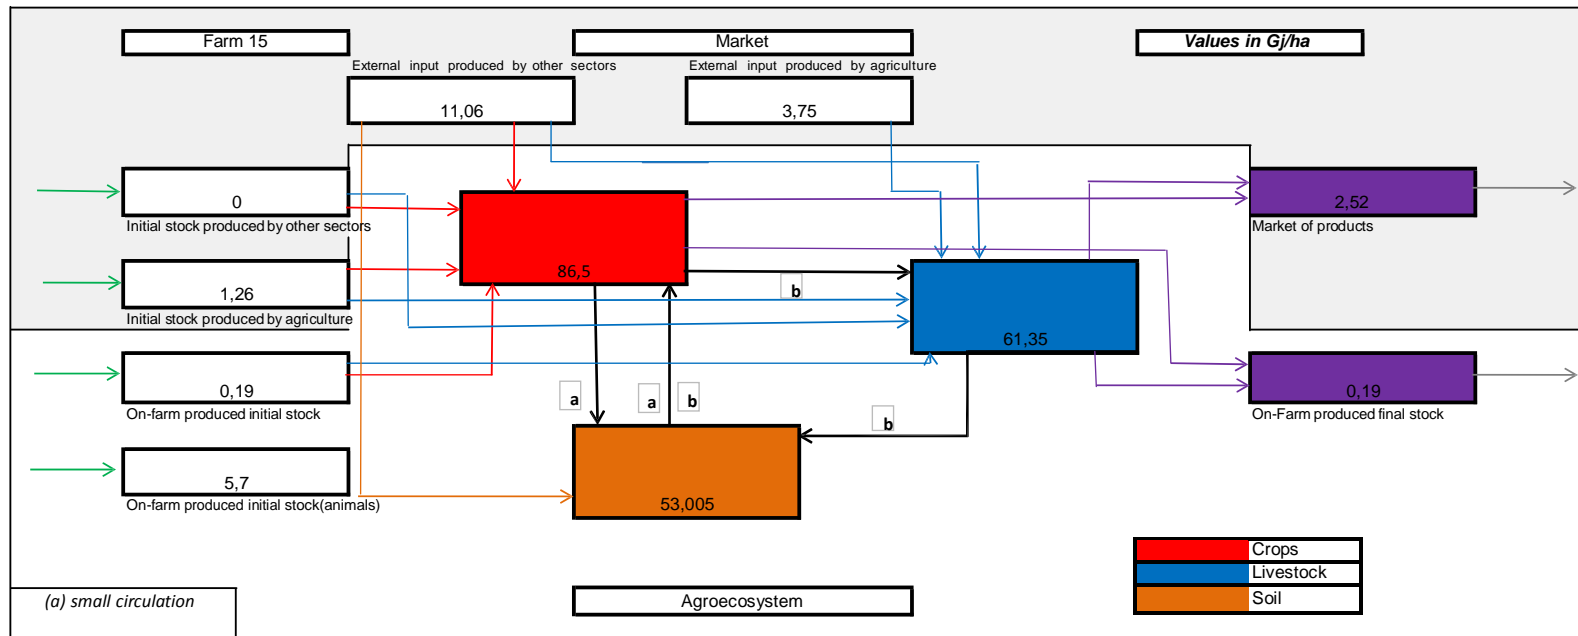 Farm 15
Market
Values in Gj/ha
External input produced by other sectors
External input produced by agriculture
11,06
3,75
0
Initial stock produced by other sectors
2,52
Market of products
86,5
1,26
Initial stock produced by agriculture
b
61,35
0,19
On-farm produced initial stock
0,19
On-Farm produced final stock
a
a
b
b
5,7
On-farm produced initial stock(animals)
53,005
Crops
Livestock
Soil
(a) small circulation
Agroecosystem